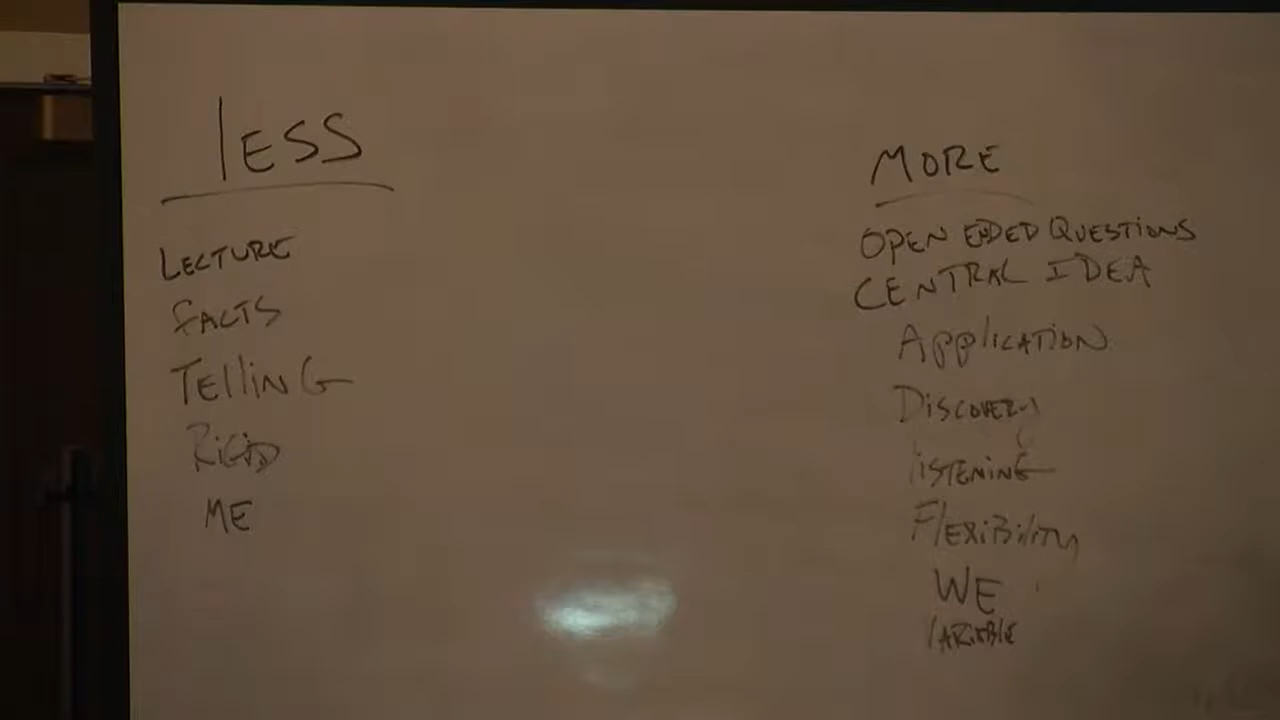 lESS
LECTURE
FACTS
TElliNG
RiGiD
ME
MORE
OPEN ENDED QUESTiONS
CENTRAL IDEA
APPlicATiON
DiSCOVERy
liSTENiNG
FlExiBiliTy
WE